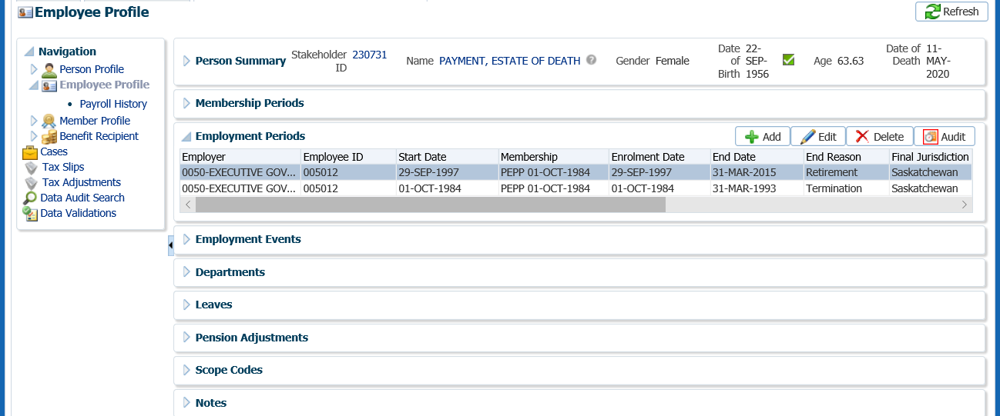 Employee Profile
Refresh
Navigation
Person Profile
Employee Profile
• Payroll History
Member Profile
Benefit Recipient
Cases
Tax Slips
Tax Adjustments
Data Audit Search
Data Validations
Person Summary Stakeholder ID 230731 Name PAYMENT, ESTATE OF DEATH Gender Female Date of Birth 22-SEP-1956 Age 63.63 Date of Death 11-MAY-2020
Membership Periods
Employment Periods Add Edit Delete Audit
Employer Employee ID Start Date Membership Enrolment Date End Date End Reason Final Jurisdiction
0050-EXECUTIVE GOV... 005012 29-SEP-1997 PEPP 01-OCT-1984 29-SEP-1997 31-MAR-2015 Retirement Saskatchewan
0050-EXECUTIVE GOV... 005012 01-OCT-1984 PEPP 01-OCT-1984 01-OCT-1984 31-MAR-1993 Termination Saskatchewan
Employment Events
Departments
Leaves
Pension Adjustments
Scope Codes
Notes